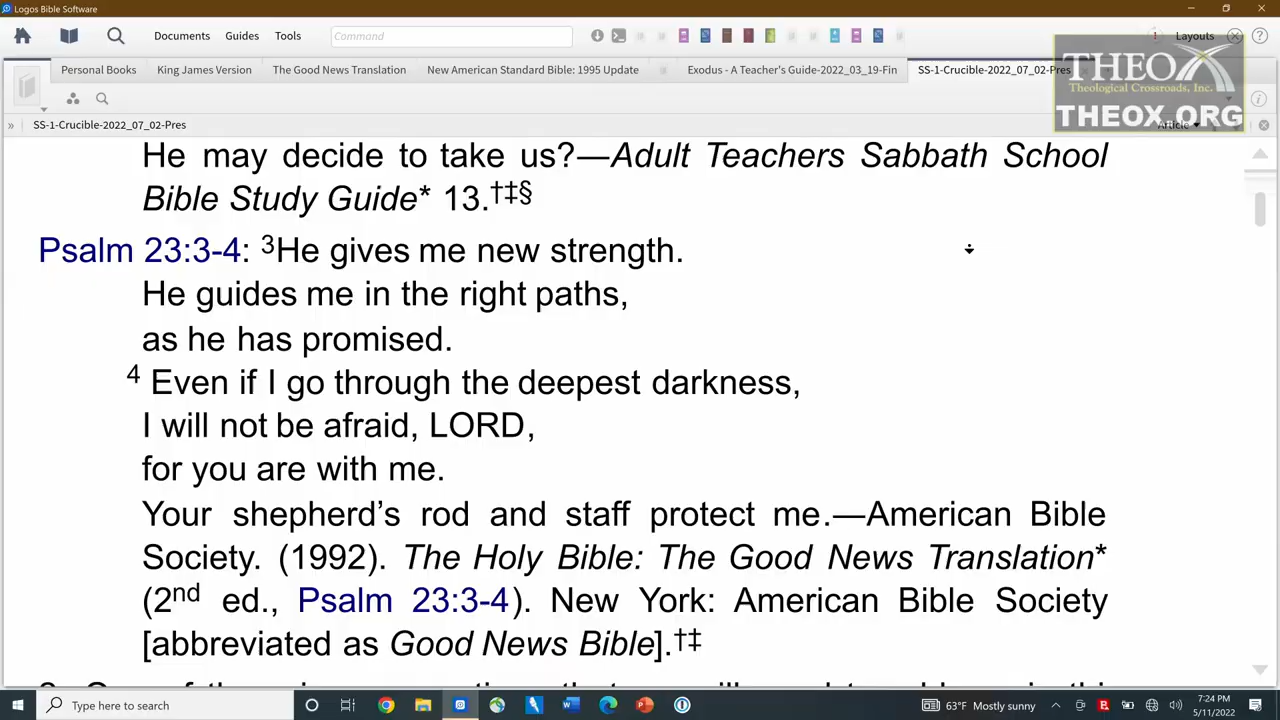 Logos Bible Software
Documents Guides Tools Command Layouts
Personal Books King James Version The Good News New American Standard Bible: 1995 Update Exodus - A Teacher's Guide-2022_03_19-Fin SS-1-Crucible-2022_07_02-Pres
THEOX
Theological Crossroads, Inc.
THEOX.ORG
SS-1-Crucible-2022_07_02-Pres Article
He may decide to take us?—Adult Teachers Sabbath School
Bible Study Guide* 13.†‡§
Psalm 23:3-4: 3He gives me new strength.
He guides me in the right paths,
as he has promised.
4 Even if I go through the deepest darkness,
I will not be afraid, LORD,
for you are with me.
Your shepherd’s rod and staff protect me.—American Bible
Society. (1992). The Holy Bible: The Good News Translation*
(2nd ed., Psalm 23:3-4). New York: American Bible Society
[abbreviated as Good News Bible].†‡
Type here to search
63°F Mostly sunny
7:24 PM
5/11/2022